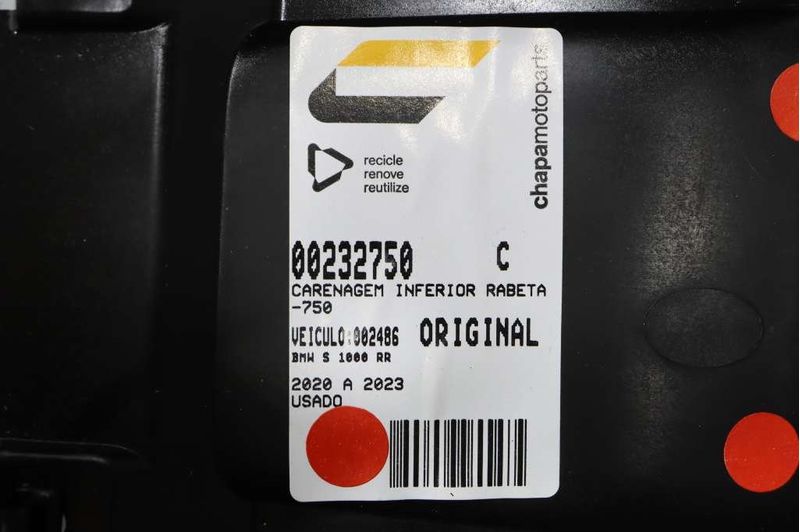 chapamotoparts
recicle
renove
reutilize
00232750 C
CARENAGEM INFERIOR RABETA
-750
VEICULO:002486 ORIGINAL
BMW S 1000 RR
2020 A 2023
USADO